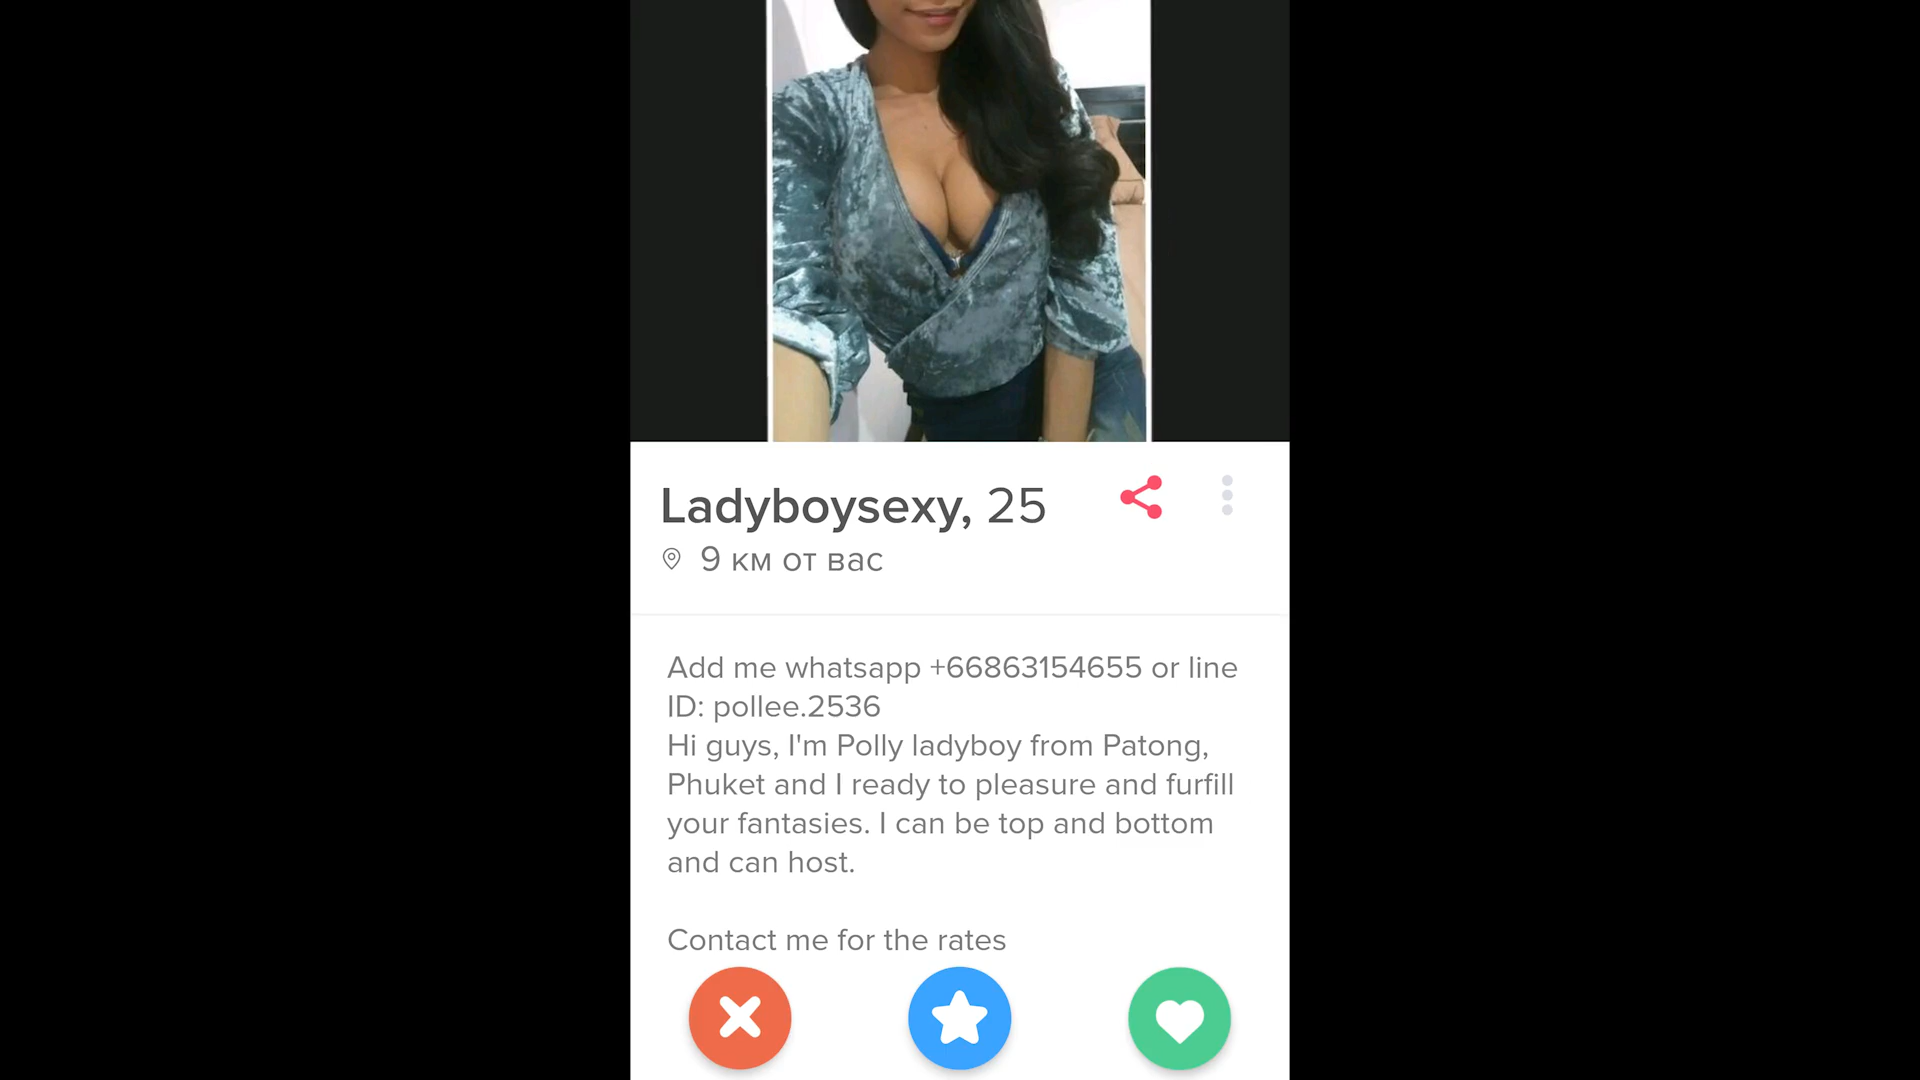 Ladyboysexy, 25
9 км от вас
Add me whatsapp +66863154655 or line
ID: pollee.2536
Hi guys, I'm Polly ladyboy from Patong,
Phuket and I ready to pleasure and furfill
your fantasies. I can be top and bottom
and can host.
Contact me for the rates